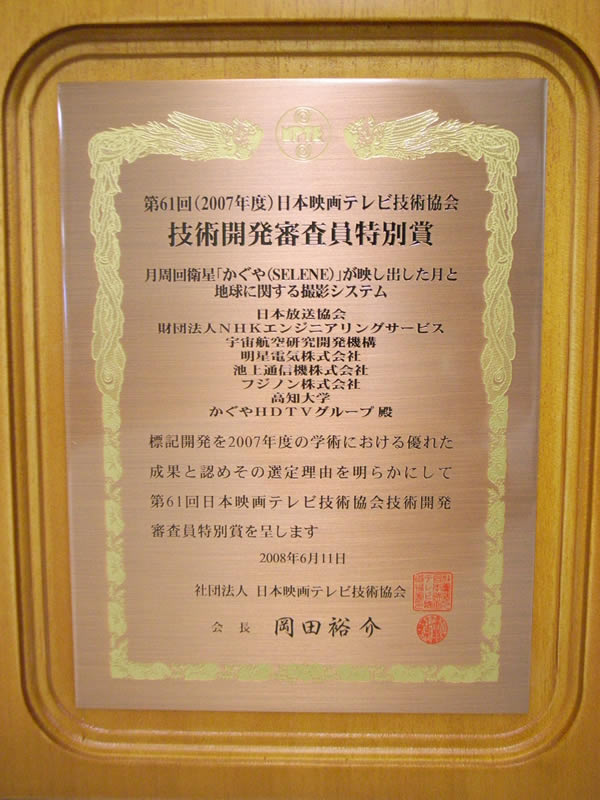 MPTE
第61回(2007年度)日本映画テレビ技術協会
技術開発審査員特別賞
月周回衛星「かぐや(SELENE)」が映し出した月と
地球に関する撮影システム
日本放送協会
財団法人NHKエンジニアリングサービス
宇宙航空研究開発機構
明星電気株式会社
池上通信機株式会社
フジノン株式会社
高知大学
かぐやHDTVグループ 殿
標記開発を2007年度の学術における優れた
成果と認めその選定理由を明らかにして
第61回日本映画テレビ技術協会技術開発
審査員特別賞を呈します
2008年6月11日
社団法人 日本映画テレビ技術協会
会長 岡田裕介